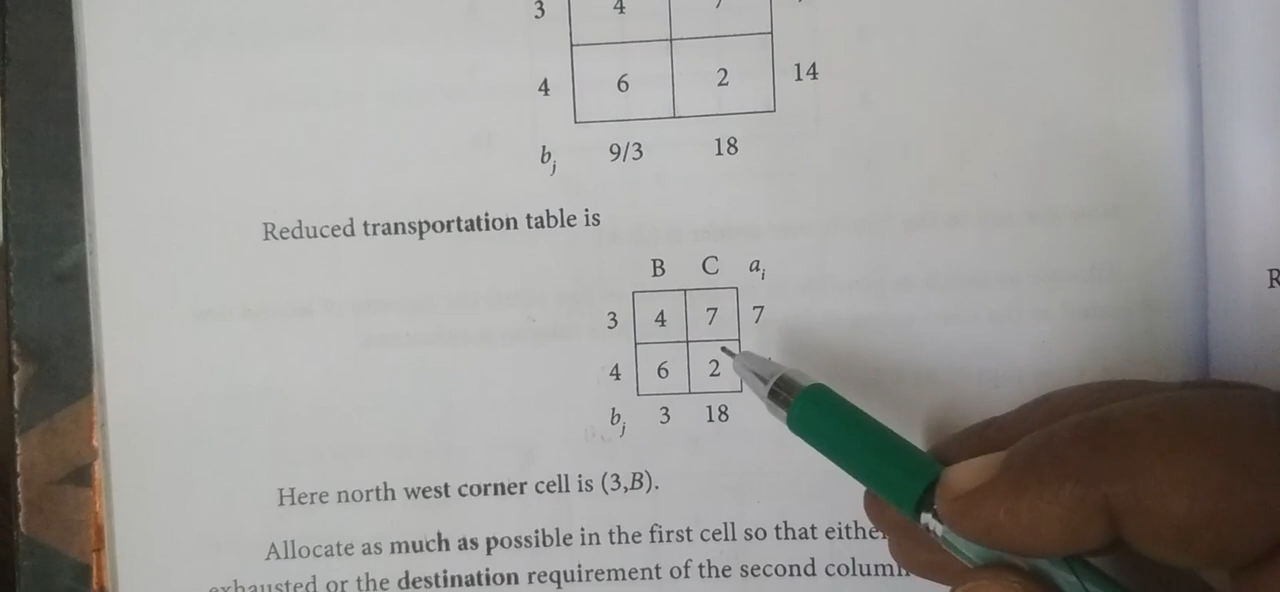 3 4 7
4 6 2 14
bj 9/3 18
Reduced transportation table is
B C ai
3 4 7 7
4 6 2
bj 3 18
Here north west corner cell is (3,B).
Allocate as much as possible in the first cell so that
exhausted or the destination requirement of the second
R